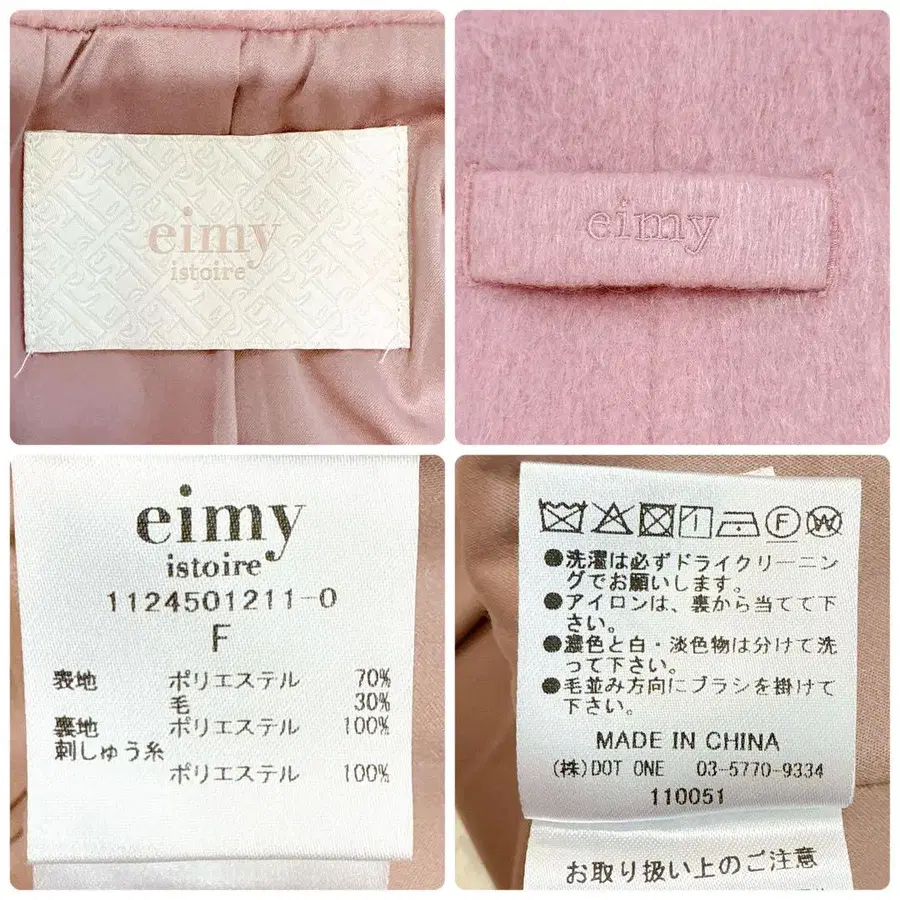 eimy
istoire
eimy
eimy
istoire
1124501211-0
F
表地 ポリエステル 70%
毛 30%
裏地 ポリエステル 100%
刺しゅう糸
ポリエステル 100%
F W
●洗濯は必ずドライクリーニン
グでお願いします。
●アイロンは、裏から当てて下
さい。
●濃色と白・淡色物は分けて洗
って下さい。
●毛並み方向にブラシを掛けて
下さい。
MADE IN CHINA
(株)DOT ONE 03-5770-9334
110051
お取り扱い上のご注意